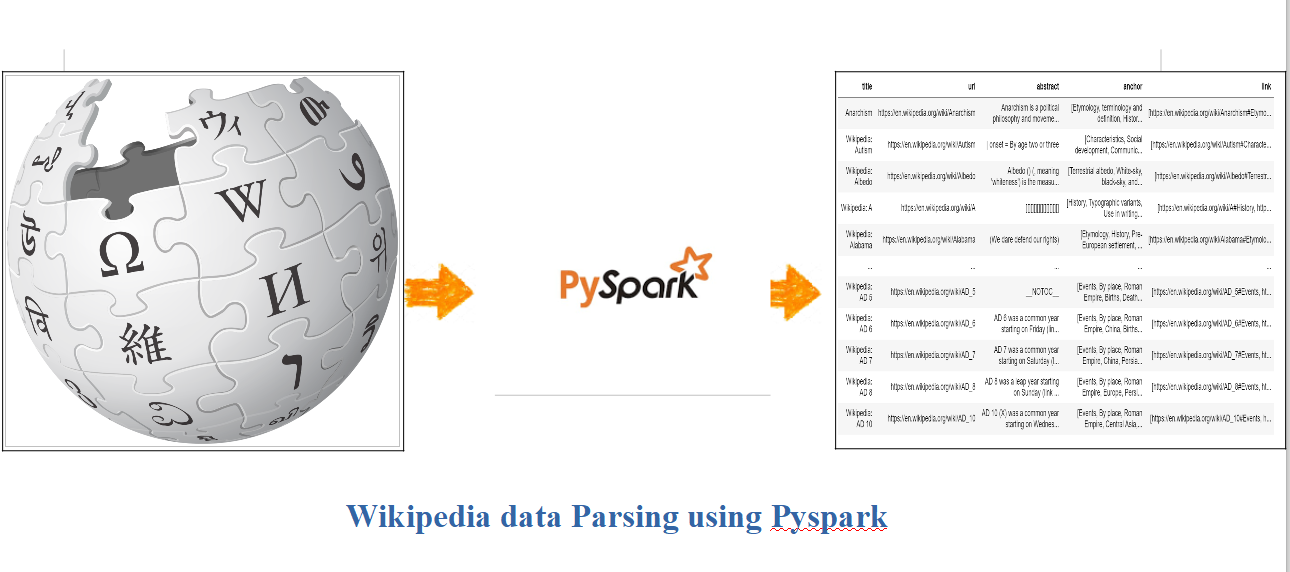 ウィ
W
Ω
И
維
PySpark
title url abstract anchor link
Anarchism https://en.wikipedia.org/wiki/Anarchism Anarchism is a political philosophy and moveme... [Etymology, terminology and definition, Histor... [https://en.wikipedia.org/wiki/Anarchism#Etymo...
Wikipedia: Autism https://en.wikipedia.org/wiki/Autism | onset = By age two or three [Characteristics, Social development, Communic... [https://en.wikipedia.org/wiki/Autism#Characte...
Wikipedia: Albedo https://en.wikipedia.org/wiki/Albedo Albedo () (, meaning 'whiteness') is the measu... [Terrestrial albedo, White-sky, black-sky, and... [https://en.wikipedia.org/wiki/Albedo#Terrestr...
Wikipedia: A https://en.wikipedia.org/wiki/A [History, Typographic variants, Use in writing... [https://en.wikipedia.org/wiki/A#History, http...
Wikipedia: Alabama https://en.wikipedia.org/wiki/Alabama (We dare defend our rights) [Etymology, History, Pre-European settlement, ... [https://en.wikipedia.org/wiki/Alabama#Etymolo...
... ... ... ... ...
Wikipedia: AD 5 https://en.wikipedia.org/wiki/AD_5 __NOTOC__ [Events, By place, Roman Empire, Births, Death... [https://en.wikipedia.org/wiki/AD_5#Events, ht...
Wikipedia: AD 6 https://en.wikipedia.org/wiki/AD_6 AD 6 was a common year starting on Friday (lin... [Events, By place, Roman Empire, China, Births... [https://en.wikipedia.org/wiki/AD_6#Events, ht...
Wikipedia: AD 7 https://en.wikipedia.org/wiki/AD_7 AD 7 was a common year starting on Saturday (l... [Events, By place, Roman Empire, China, Persia... [https://en.wikipedia.org/wiki/AD_7#Events, ht...
Wikipedia: AD 8 https://en.wikipedia.org/wiki/AD_8 AD 8 was a leap year starting on Sunday (link ... [Events, By place, Roman Empire, Europe, Persi... [https://en.wikipedia.org/wiki/AD_8#Events, ht...
Wikipedia: AD 10 https://en.wikipedia.org/wiki/AD_10 AD 10 (X) was a common year starting on Wednes... [Events, By place, Roman Empire, Central Asia,... [https://en.wikipedia.org/wiki/AD_10#Events, h...
Wikipedia data Parsing using Pyspark